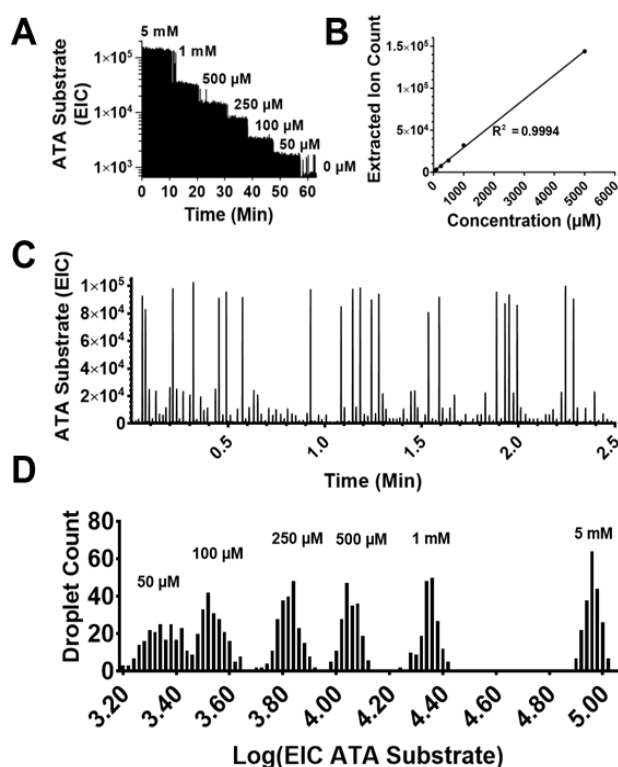 A
5 mM
1 mM
500 µM
250 µM
100 µM
50 µM
0 µM
1×10⁵
1×10⁴
1×10³
ATA Substrate
(EIC)
0 10 20 30 40 50 60
Time (Min)
B
1.5×10⁵
1×10⁵
5×10⁴
0
Extracted Ion Count
R² = 0.9994
0 1000 2000 3000 4000 5000 6000
Concentration (µM)
C
ATA Substrate (EIC)
1×10⁵
8×10⁴
6×10⁴
4×10⁴
2×10⁴
0
0.5 1.0 1.5 2.0 2.5
Time (Min)
D
Droplet Count
80
60
40
20
0
50 µM
100 µM
250 µM
500 µM
1 mM
5 mM
3.20 3.40 3.60 3.80 4.00 4.20 4.40 4.60 4.80 5.00
Log(EIC ATA Substrate)